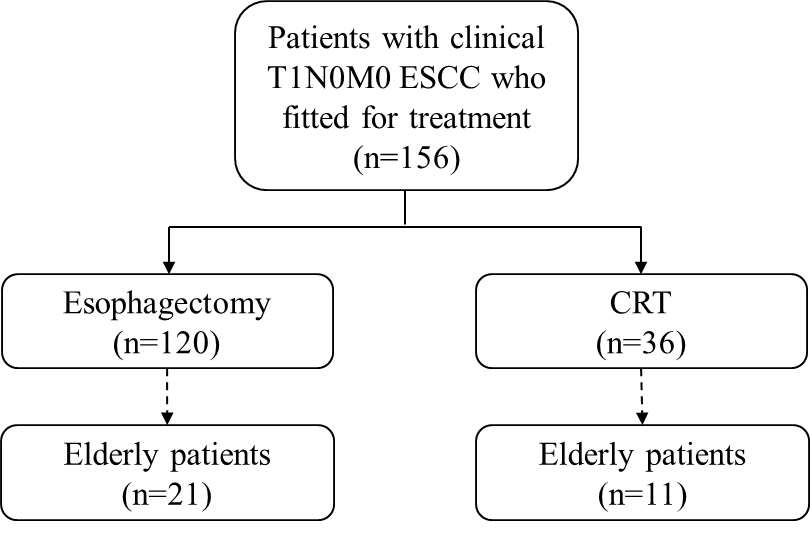 Patients with clinical
T1N0M0 ESCC who
fitted for treatment
(n=156)
Esophagectomy
(n=120)
CRT
(n=36)
Elderly patients
(n=21)
Elderly patients
(n=11)